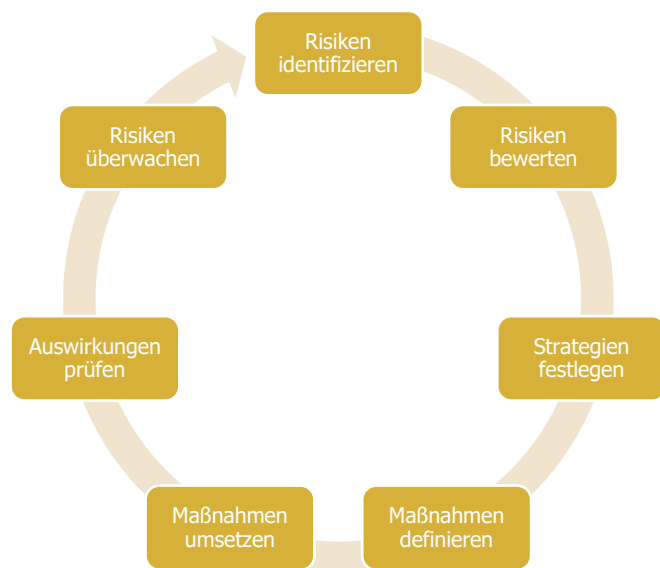 Risiken
identifizieren
Risiken
bewerten
Strategien
festlegen
Maßnahmen
definieren
Maßnahmen
umsetzen
Auswirkungen
prüfen
Risiken
überwachen